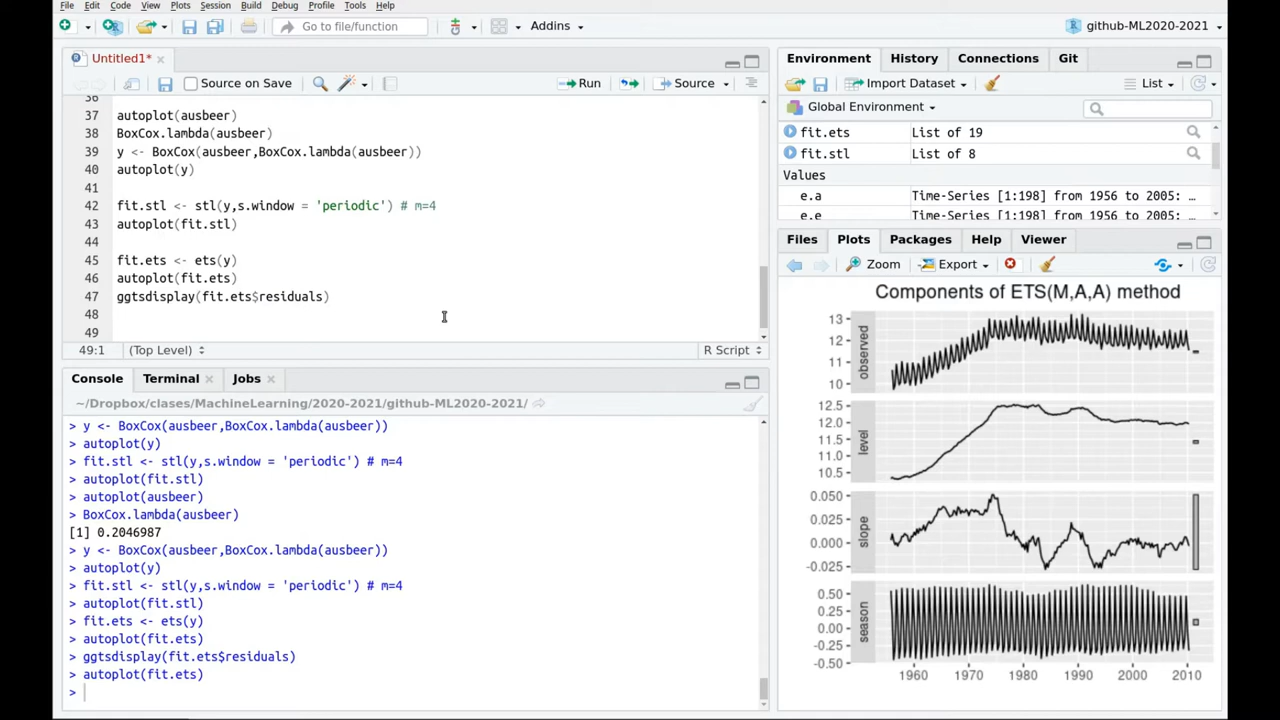 File Edit Code View Plots Session Build Debug Profile Tools Help
Go to file/function
Addins
github-ML2020-2021
Untitled1*
Source on Save
Run
Source
36
37 autoplot(ausbeer)
38 BoxCox.lambda(ausbeer)
39 y <- BoxCox(ausbeer,BoxCox.lambda(ausbeer))
40 autoplot(y)
41
42 fit.stl <- stl(y,s.window = 'periodic') # m=4
43 autoplot(fit.stl)
44
45 fit.ets <- ets(y)
46 autoplot(fit.ets)
47 ggtsdisplay(fit.ets$residuals)
48
49
49:1 (Top Level) R Script
Console Terminal Jobs
~/Dropbox/clases/MachineLearning/2020-2021/github-ML2020-2021/
> y <- BoxCox(ausbeer,BoxCox.lambda(ausbeer))
> autoplot(y)
> fit.stl <- stl(y,s.window = 'periodic') # m=4
> autoplot(fit.stl)
> autoplot(ausbeer)
> BoxCox.lambda(ausbeer)
[1] 0.2046987
> y <- BoxCox(ausbeer,BoxCox.lambda(ausbeer))
> autoplot(y)
> fit.stl <- stl(y,s.window = 'periodic') # m=4
> autoplot(fit.stl)
> fit.ets <- ets(y)
> autoplot(fit.ets)
> ggtsdisplay(fit.ets$residuals)
> autoplot(fit.ets)
>
Environment History Connections Git
Import Dataset
List
Global Environment
fit.ets List of 19
fit.stl List of 8
Values
e.a Time-Series [1:198] from 1956 to 2005: …
e.e Time-Series [1:198] from 1956 to 2005: …
Files Plots Packages Help Viewer
Zoom Export
Components of ETS(M,A,A) method
13
12
11
10
observed
12.5
11.5
11.0
10.5
level
0.050
0.025
0.000
-0.025
slope
0.50
0.25
0.00
-0.25
-0.50
season
1960 1970 1980 1990 2000 2010